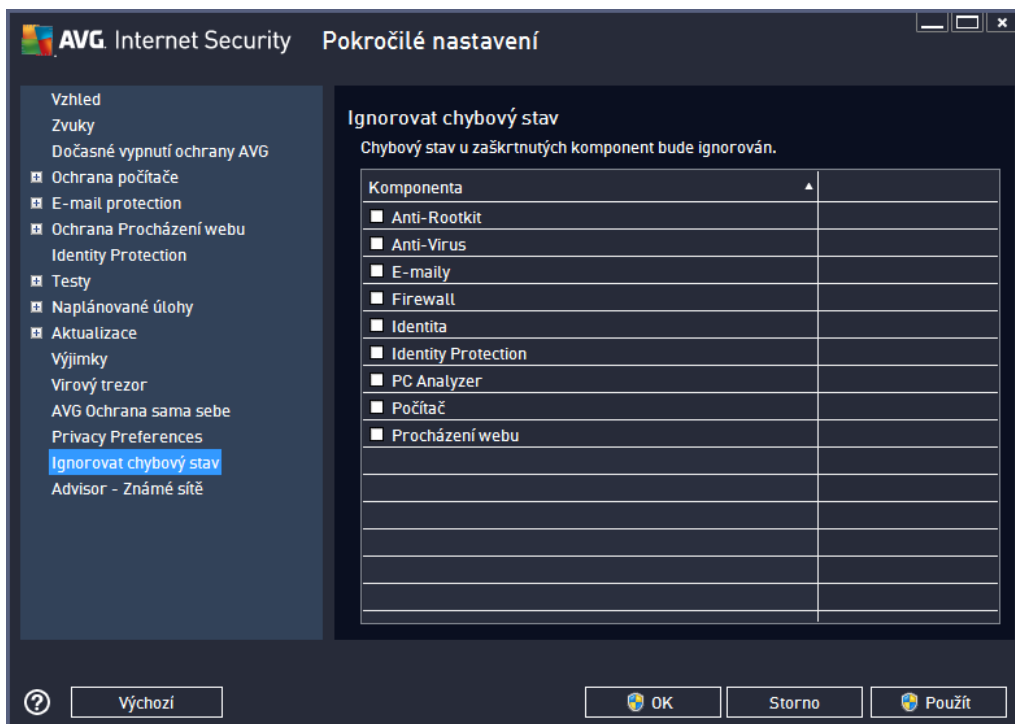 AVG. Internet Security Pokročilé nastavení
Vzhled
Zvuky
Dočasné vypnutí ochrany AVG
Ochrana počítače
E-mail protection
Ochrana Procházení webu
Identity Protection
Testy
Naplánované úlohy
Aktualizace
Výjimky
Virový trezor
AVG Ochrana sama sebe
Privacy Preferences
Ignorovat chybový stav
Advisor - Známé sítě
Ignorovat chybový stav
Chybový stav u zaškrtnutých komponent bude ignorován.
Komponenta
Anti-Rootkit
Anti-Virus
E-maily
Firewall
Identita
Identity Protection
PC Analyzer
Počítač
Procházení webu
Výchozí
OK
Storno
Použít